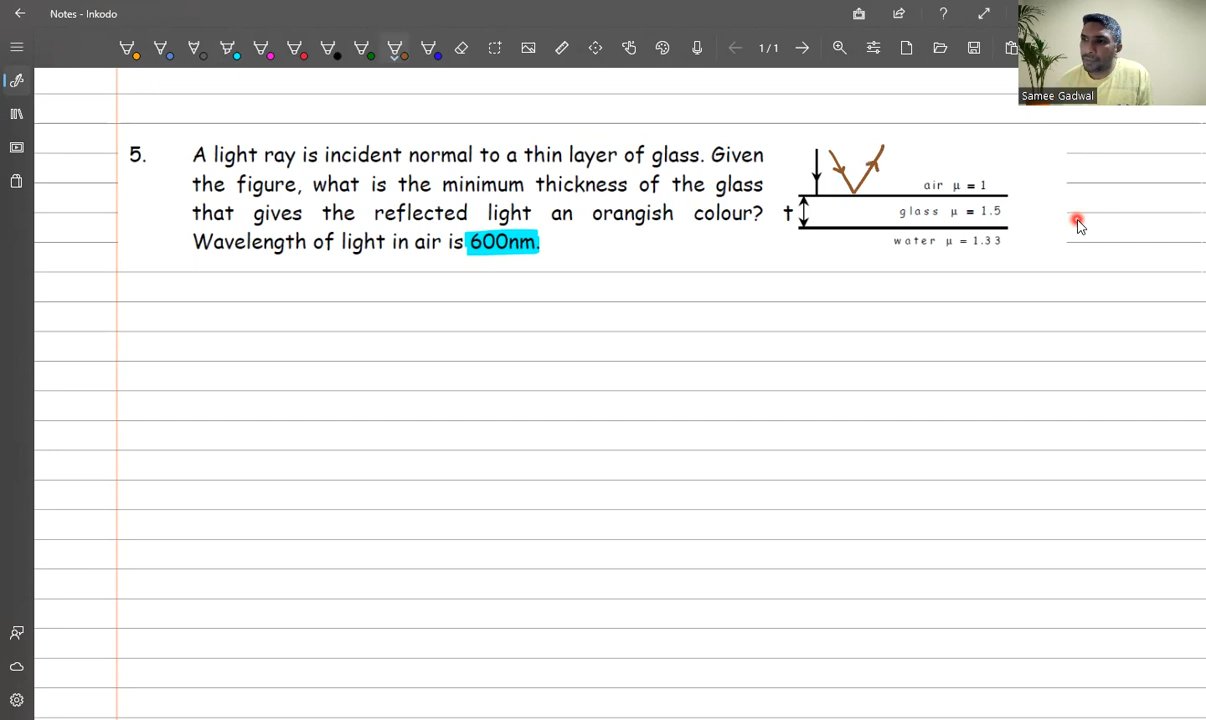 Notes - Inkodo
1/1
Samee Gadwal
5. A light ray is incident normal to a thin layer of glass. Given
the figure, what is the minimum thickness of the glass
that gives the reflected light an orangish colour?
Wavelength of light in air is 600nm.
air μ = 1
t
glass μ = 1.5
water μ = 1.33